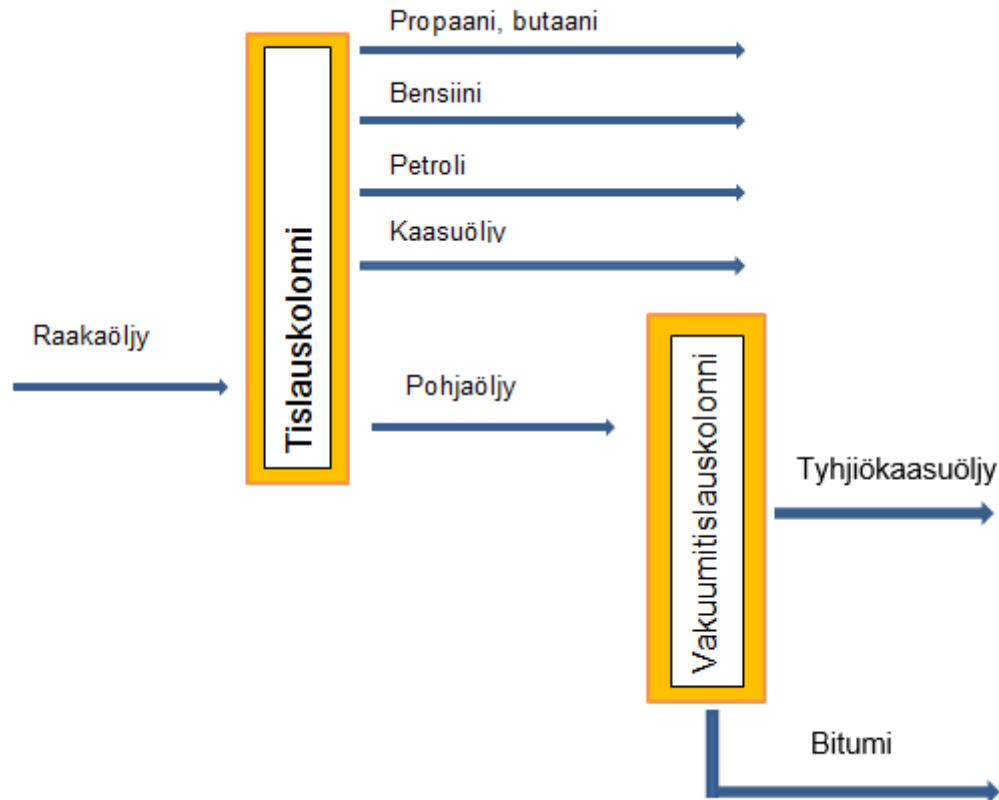 Propaani, butaani
Bensiini
Petroli
Kaasuöljy
Tislauskolonni
Raakaöljy
Pohjaöljy
Vakuumitislauskolonni
Tyhjiökaasuöljy
Bitumi